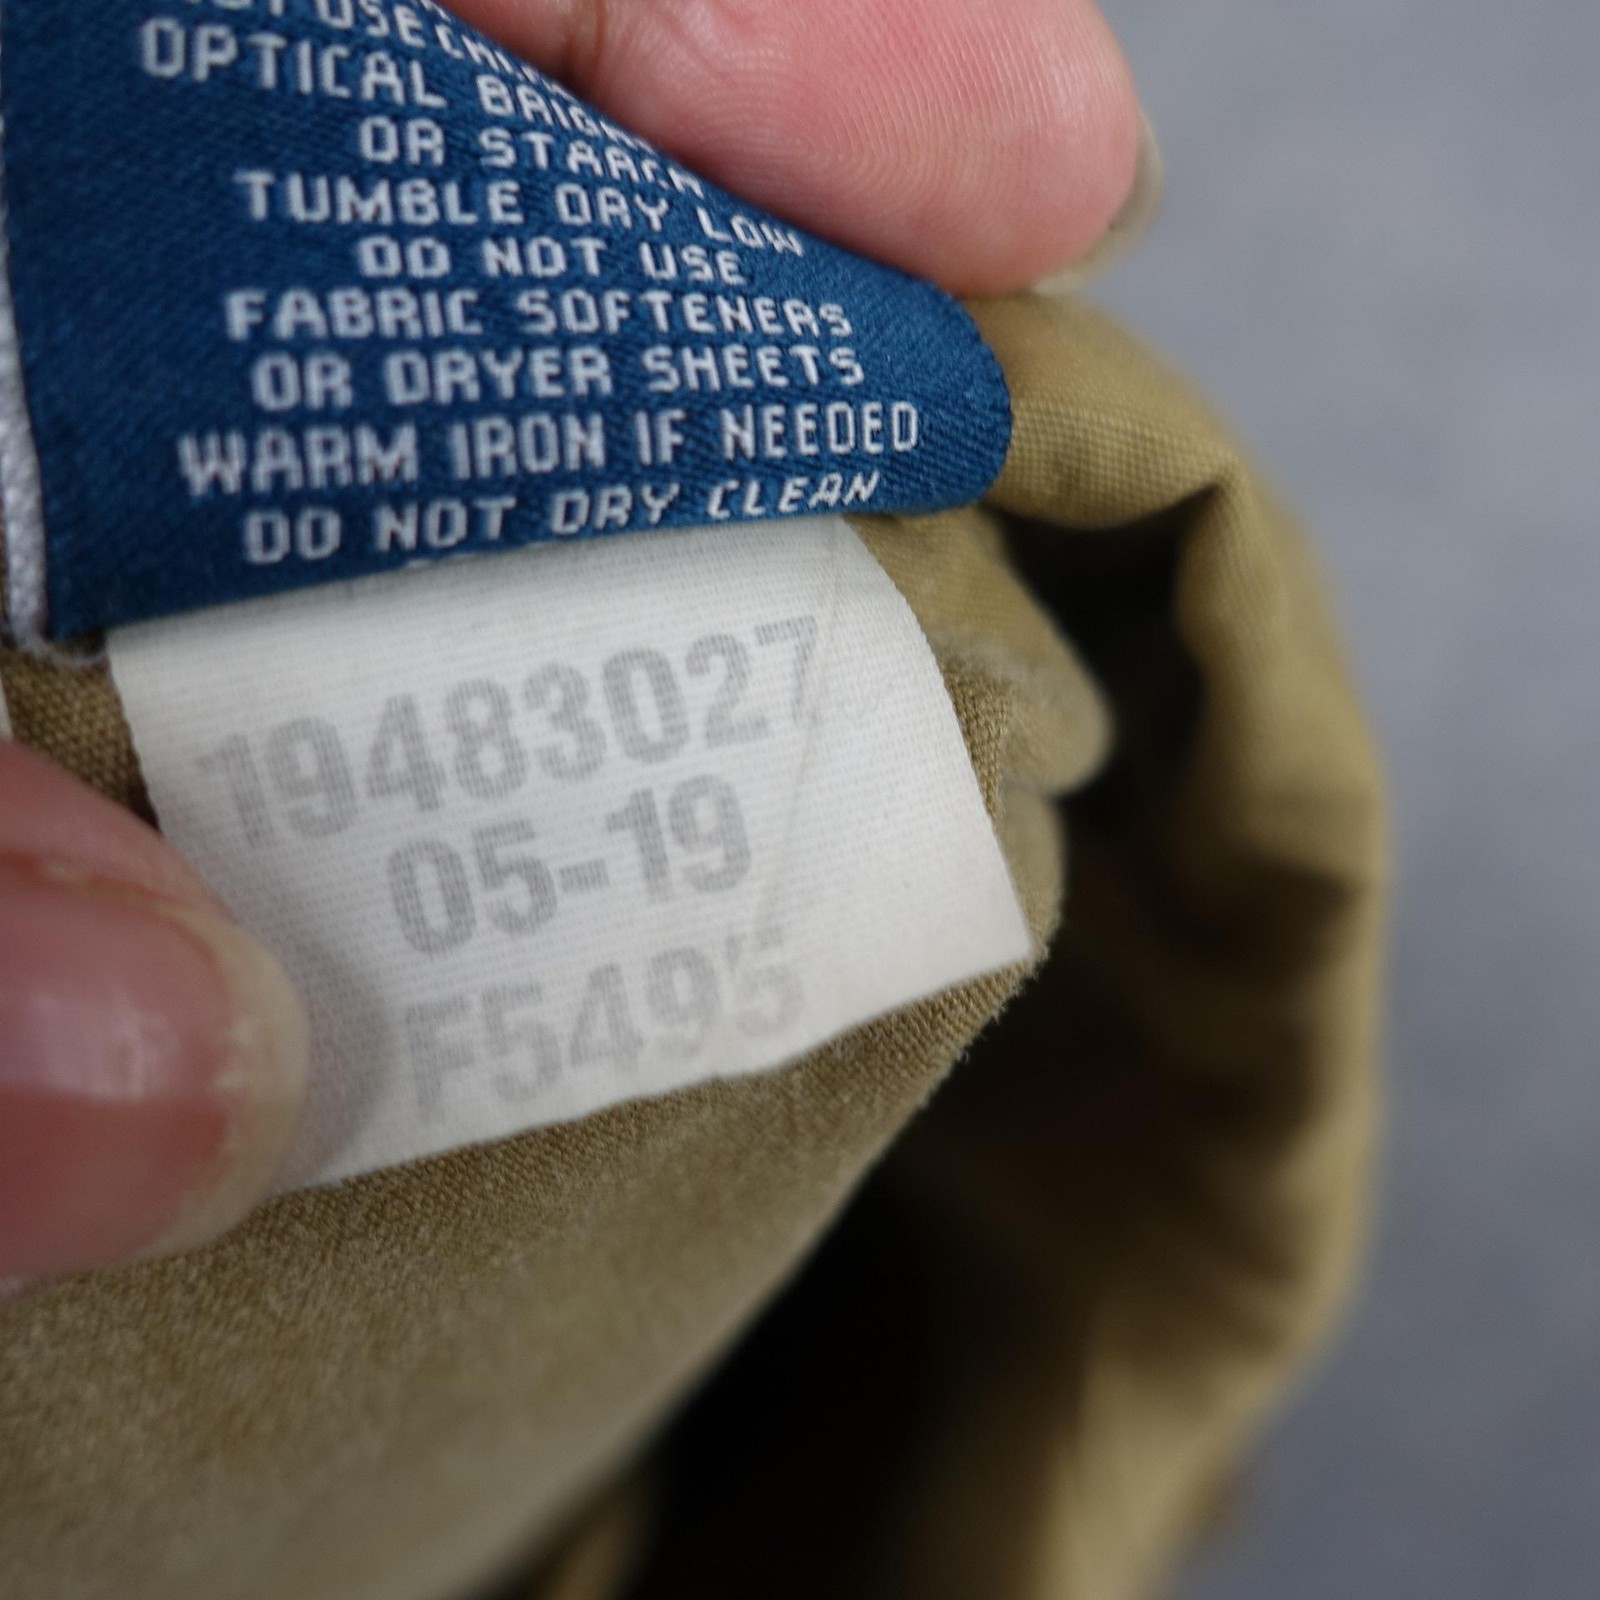 USE
OPTICAL
OR STARCH
TUMBLE DRY LOW
DO NOT USE
FABRIC SOFTENERS
OR DRYER SHEETS
WARM IRON IF NEEDED
DO NOT DRY CLEAN
19483027
05-19
F5495